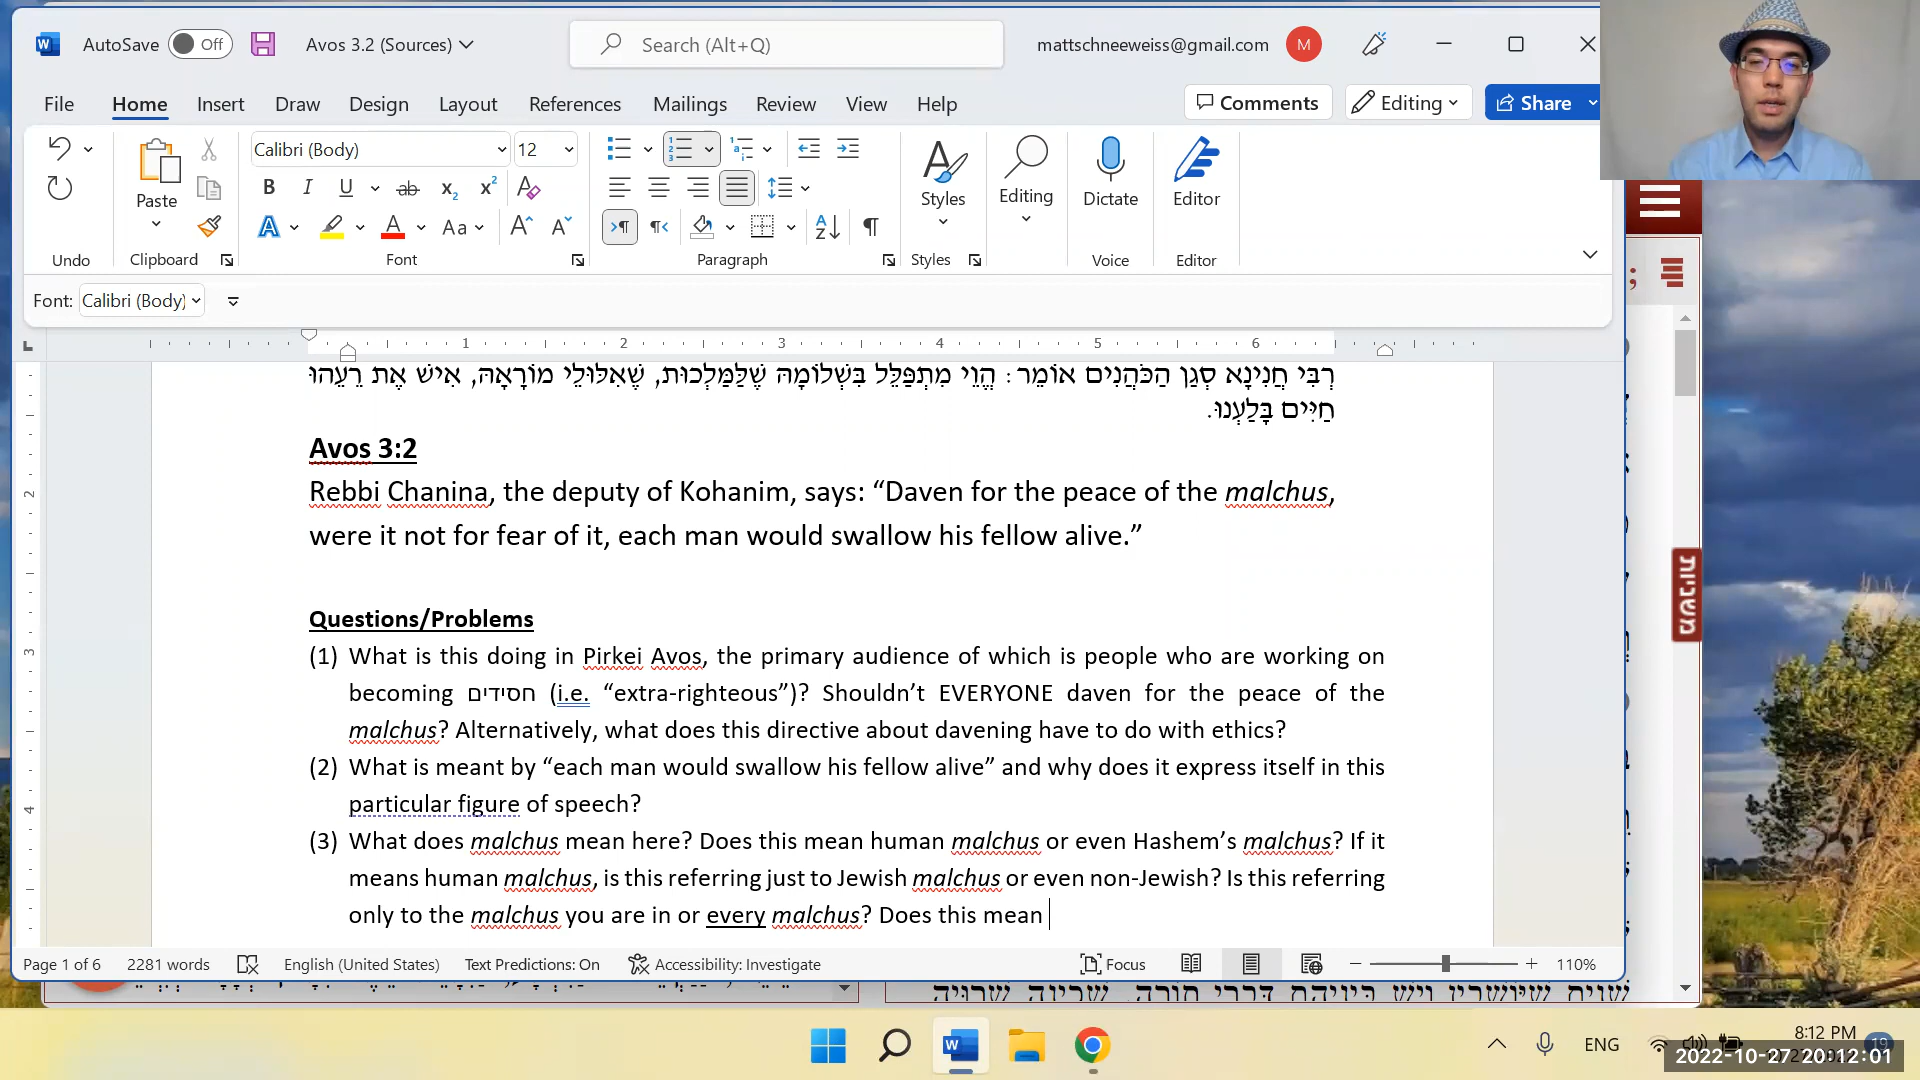 AutoSave Off Avos 3.2 (Sources) Search (Alt+Q) mattschneeweiss@gmail.com M
File Home Insert Draw Design Layout References Mailings Review View Help Comments Editing Share
Calibri (Body) 12
Paste Styles Editing Dictate Editor
Undo Clipboard Font Paragraph Styles Voice Editor
Font: Calibri (Body)
1 2 3 4 5 6
רְבִּי חֲנִינָא סְגַן הַכֹּהֲנִים אוֹמֵר: הֱוֵי מִתְפַּלֵּל בִּשְׁלוֹמָהּ שֶׁלַּמַּלְכוּת, שֶׁאִלּוּלֵי מוֹרָאָהּ, אִישׁ אֶת רֵעֵהוּ
חַיִּים בָּלַעְנוּ.
Avos 3:2
Rebbi Chanina, the deputy of Kohanim, says: “Daven for the peace of the malchus,
were it not for fear of it, each man would swallow his fellow alive.”
Questions/Problems
(1) What is this doing in Pirkei Avos, the primary audience of which is people who are working on
becoming חסידים (i.e. “extra-righteous”)? Shouldn’t EVERYONE daven for the peace of the
malchus? Alternatively, what does this directive about davening have to do with ethics?
(2) What is meant by “each man would swallow his fellow alive” and why does it express itself in this
particular figure of speech?
(3) What does malchus mean here? Does this mean human malchus or even Hashem’s malchus? If it
means human malchus, is this referring just to Jewish malchus or even non-Jewish? Is this referring
only to the malchus you are in or every malchus? Does this mean
משניות
Page 1 of 6 2281 words English (United States) Text Predictions: On Accessibility: Investigate Focus 110%
ENG 8:12 PM 19
2022-10-27 20:12:01